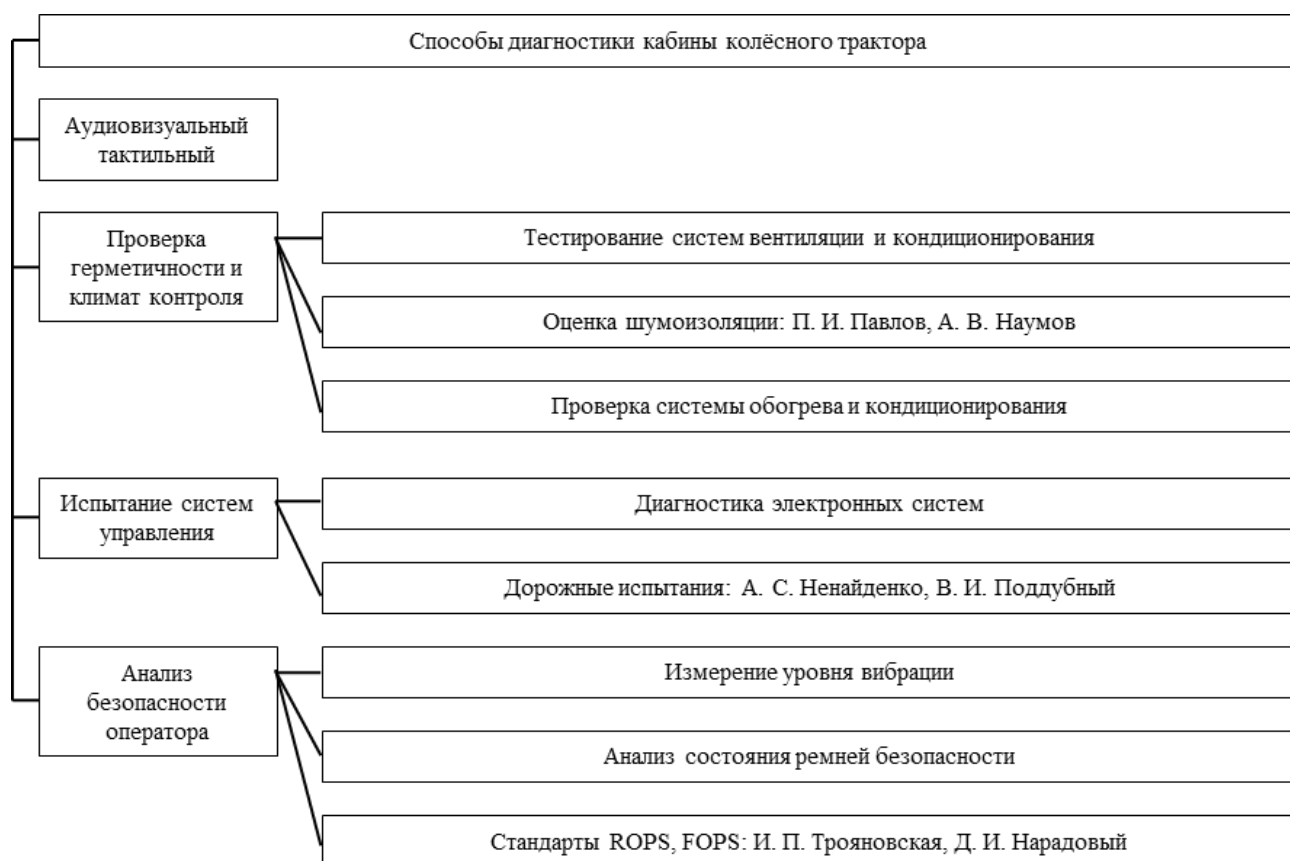 Способы диагностики кабины колёсного трактора
Аудиовизуальный
тактильный
Проверка
герметичности и
климат контроля
Тестирование систем вентиляции и кондиционирования
Оценка шумоизоляции: П. И. Павлов, А. В. Наумов
Проверка системы обогрева и кондиционирования
Испытание систем
управления
Диагностика электронных систем
Дорожные испытания: А. С. Ненайденко, В. И. Поддубный
Анализ
безопасности
оператора
Измерение уровня вибрации
Анализ состояния ремней безопасности
Стандарты ROPS, FOPS: И. П. Трояновская, Д. И. Нарадовый